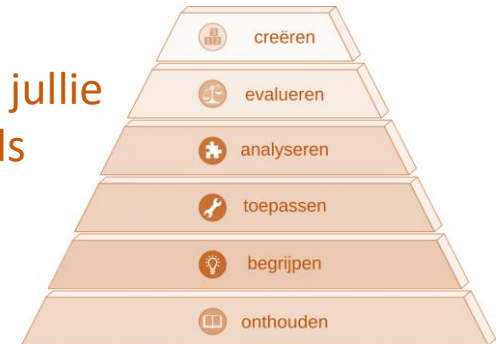 creëren
jullie
evalueren
analyseren
toepassen
begrijpen
onthouden